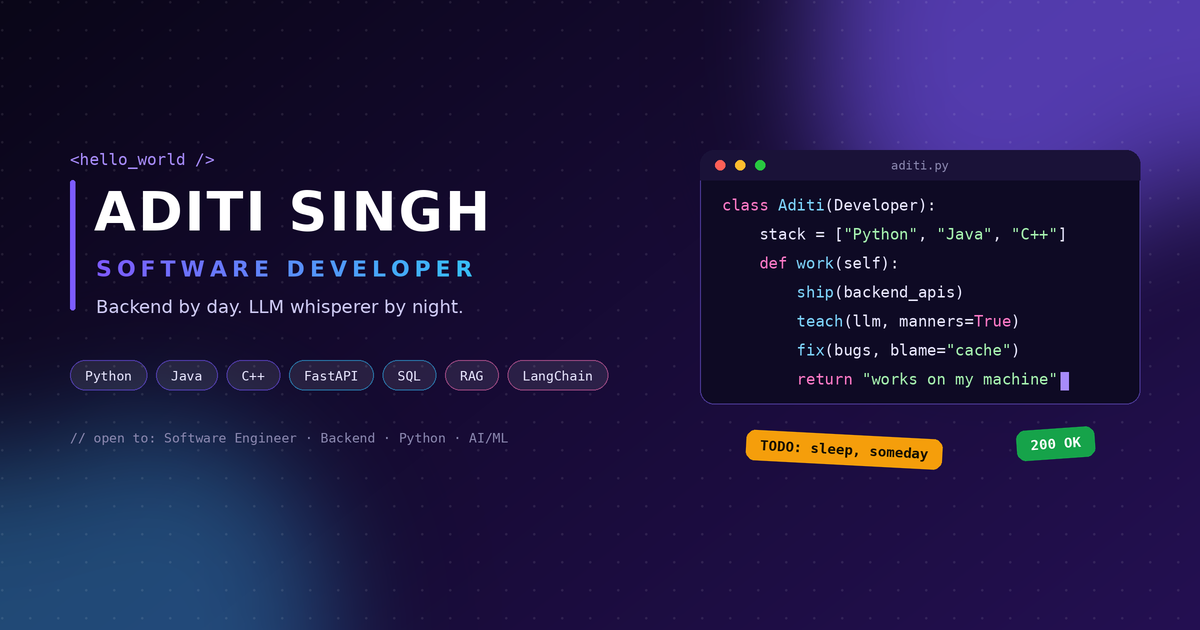 <hello_world />
ADITI SINGH
SOFTWARE DEVELOPER
Backend by day. LLM whisperer by night.
Python Java C++ FastAPI SQL RAG LangChain
// open to: Software Engineer · Backend · Python · AI/ML
aditi.py
class Aditi(Developer):
    stack = ["Python", "Java", "C++"]
    def work(self):
        ship(backend_apis)
        teach(llm, manners=True)
        fix(bugs, blame="cache")
        return "works on my machine"
TODO: sleep, someday
200 OK